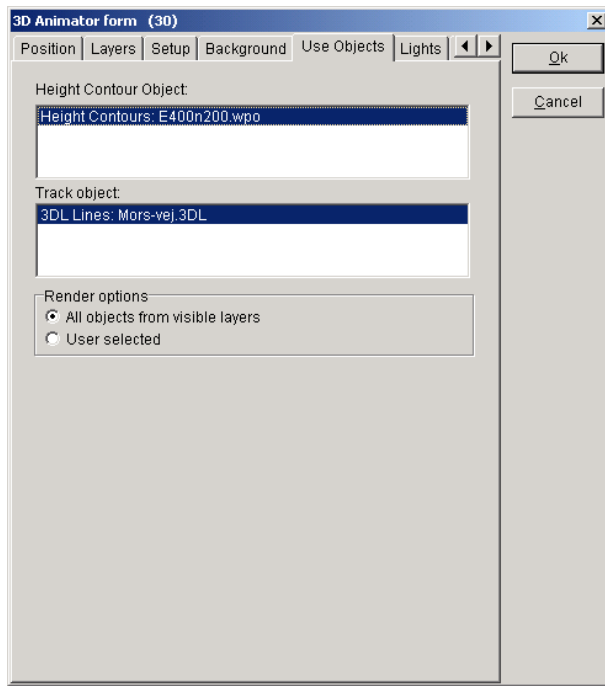 3D Animator form (30)
Position Layers Setup Background Use Objects Lights
Ok
Cancel
Height Contour Object:
Height Contours: E400n200.wpo
Track object:
3DL Lines: Mors-vej.3DL
Render options
All objects from visible layers
User selected